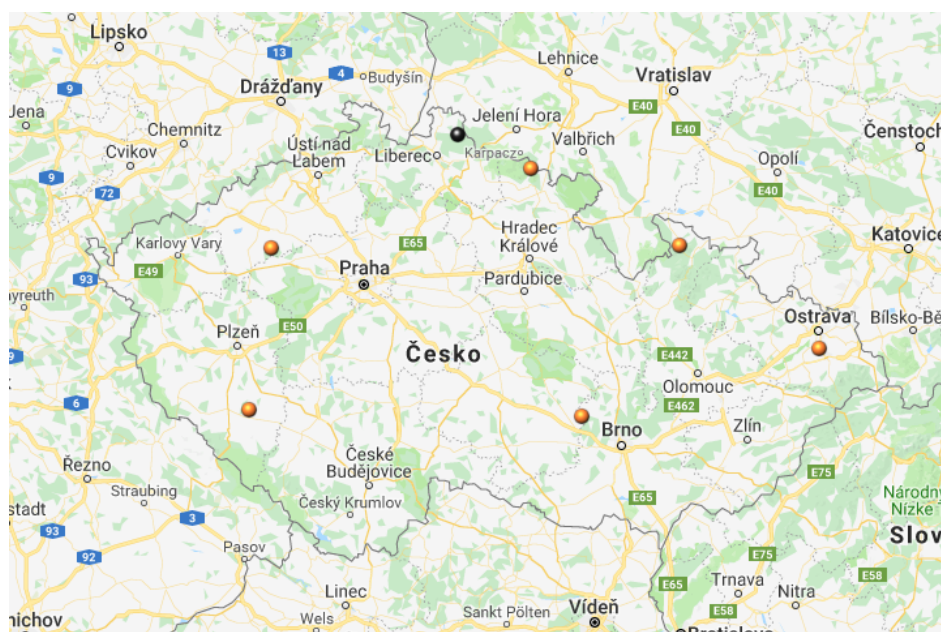 Lipsko
13
4
Budyšín
Lehnice
9
Drážďany
Vratislav
E40
Jena
Chemnitz
Jelení Hora
E40
Čenstoch
Cvikov
Ústí nad
Labem
Liberec
Karpacz
Valbřich
Opolí
9
72
E40
Karlovy Vary
E65
Hradec
Králové
Katovice
E49
93
Praha
Pardubice
ayreuth
Plzeň
E50
Ostrava
Bílsko-Bě
9
Česko
E442
Olomouc
6
E462
Brno
Zlín
Řezno
České
Budějovice
E75
Straubing
Český Krumlov
E65
Národn
Nízke T
stadt
3
93
92
Pasov
E75
Slov
Linec
E65
Trnava
E58
Nitra
Wels
Sankt Pölten
Vídeň
E58
nichov
Bratislava